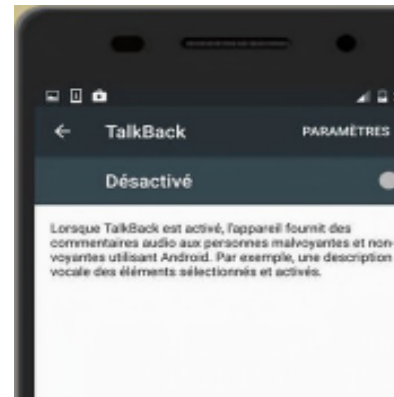 TalkBack
PARAMÈTRES
Désactivé
Lorsque TalkBack est activé, l'appareil fournit des
commentaires audio aux personnes malvoyantes et non-
voyantes utilisant Android. Par exemple, une description
vocale des éléments sélectionnés et activés.